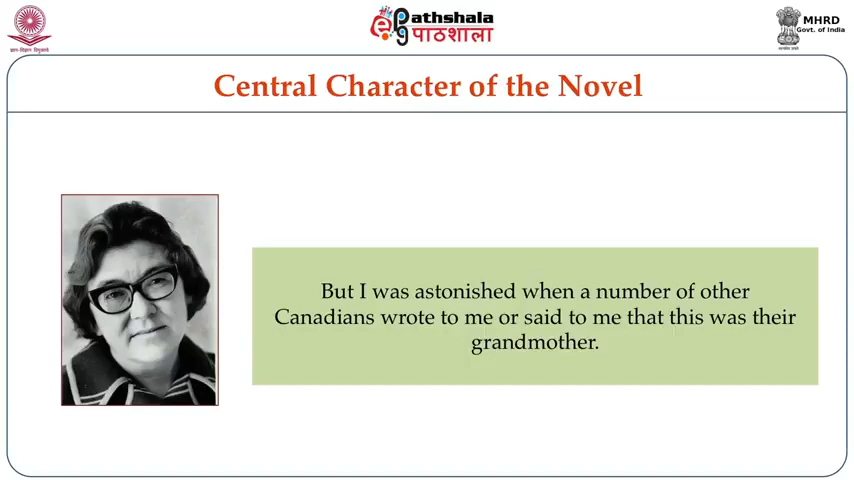 ePg Pathshala
पाठशाला
MHRD
Govt. of India
Central Character of the Novel
But I was astonished when a number of other
Canadians wrote to me or said to me that this was their
grandmother.